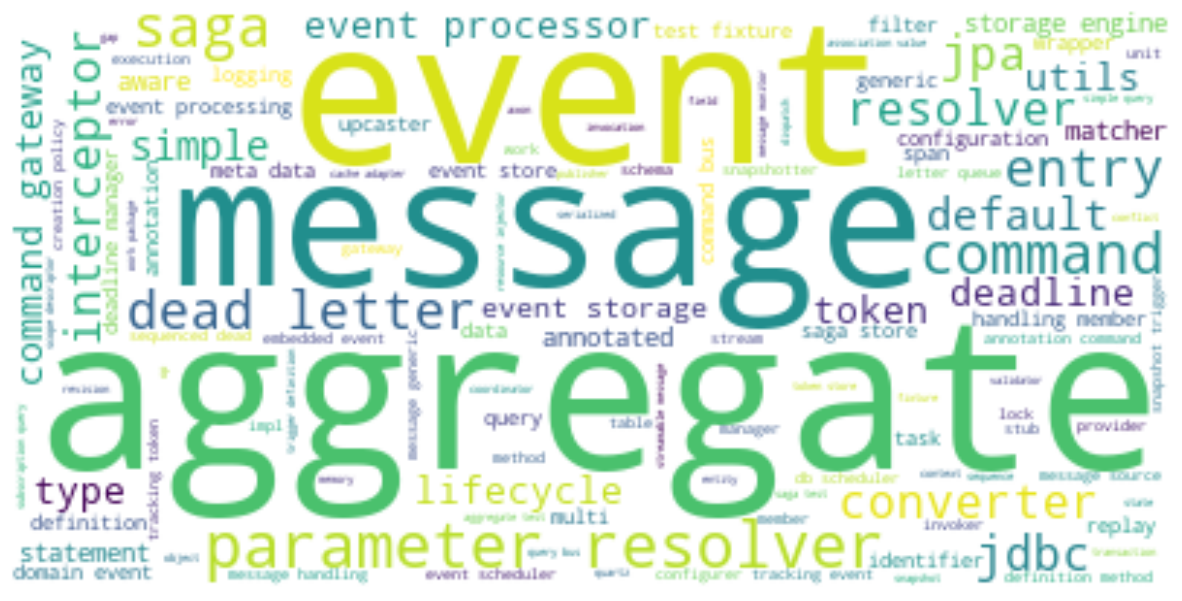 saga
event processor
test fixture
filter
storage engine
gap
execution
aware
logging
event
association value
jpa
wrapper
unit
generic
utils
command gateway
interceptor
event processing
error
upcaster
axon
field
invocation
message monitor
dispatch
resolver
simple query
configuration
matcher
creation policy
deadline manager
simple
work
command bus
span
entry
annotation
meta data
cache adapter
event store
publisher
schema
snapshotter
letter queue
work package
message
serialized
gateway
default
conflict
command
scope descriptor
dead letter
event storage
token
deadline
sequenced dead
embedded event
data
annotated
stream
saga store
handling member
annotation command
snapshot trigger
aggregate
revision
trigger definition
message generic
coordinator
token store
validator
fixture
subscription query
impl
query
table
streamable message
manager
lock
stub
provider
task
method
type
tracking token
memory
lifecycle
entity
db scheduler
context
sequence
message source
saga test
converter
state
definition
aggregate test
multi
member
invoker
replay
statement
object
parameter resolver
query bus
identifier
jdbc
transaction
domain event
message handling
event scheduler
quartz
configurer
tracking event
snapshot
definition method